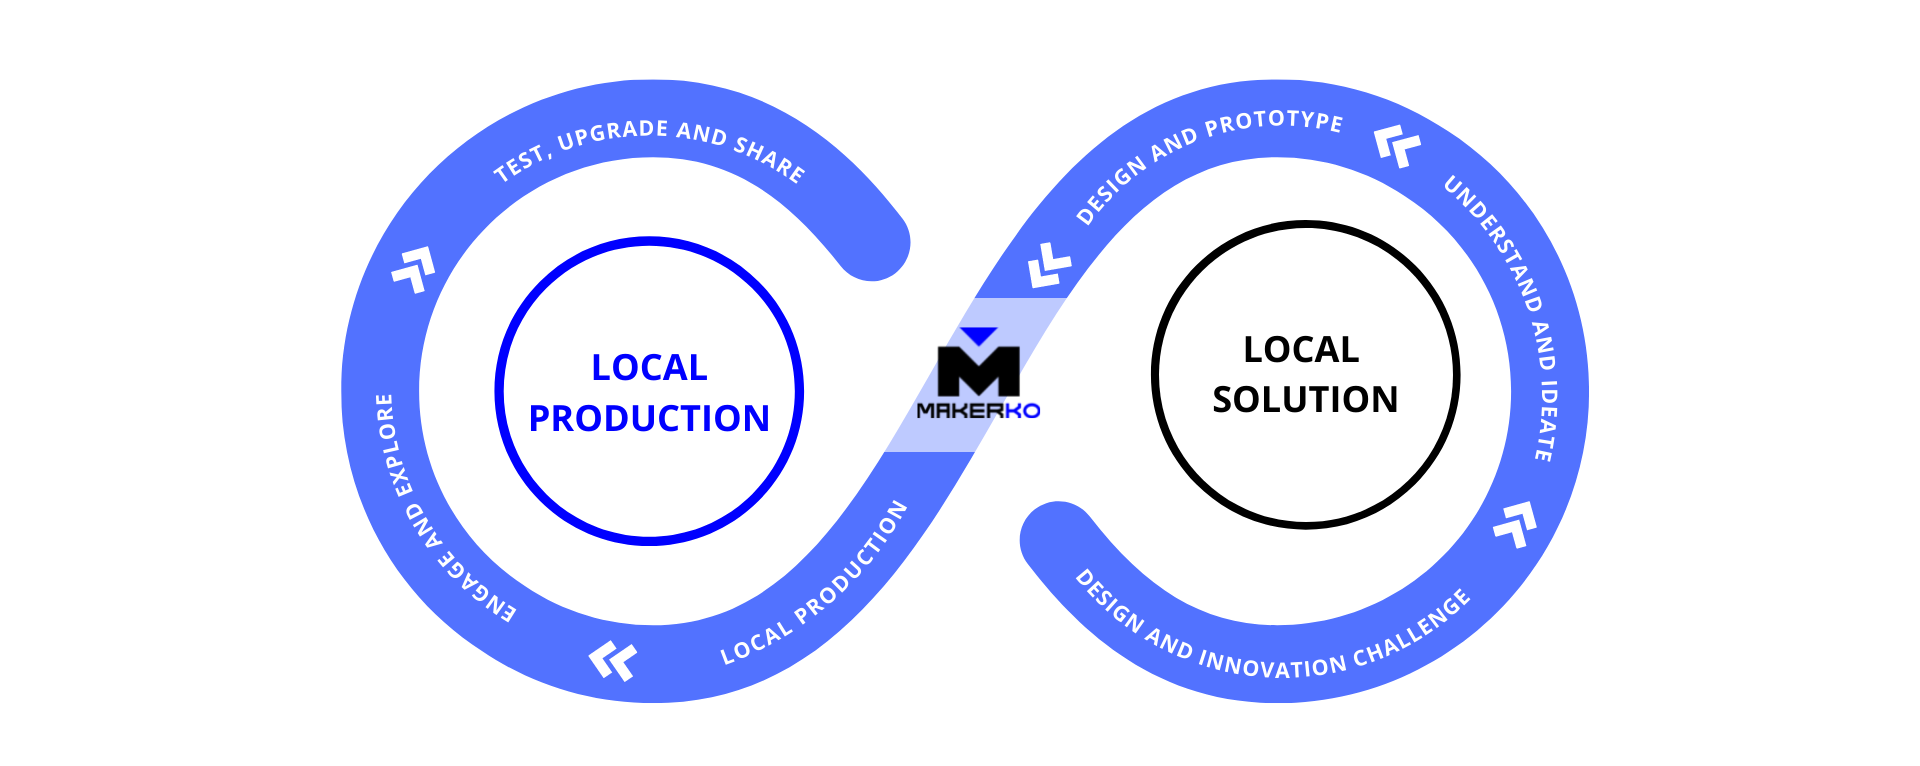 TEST, UPGRADE AND SHARE
DESIGN AND PROTOTYPE
UNDERSTAND AND IDEATE
LOCAL
PRODUCTION
MAKERKO
LOCAL
SOLUTION
ENGAGE AND EXPLORE
LOCAL PRODUCTION
DESIGN AND INNOVATION CHALLENGE